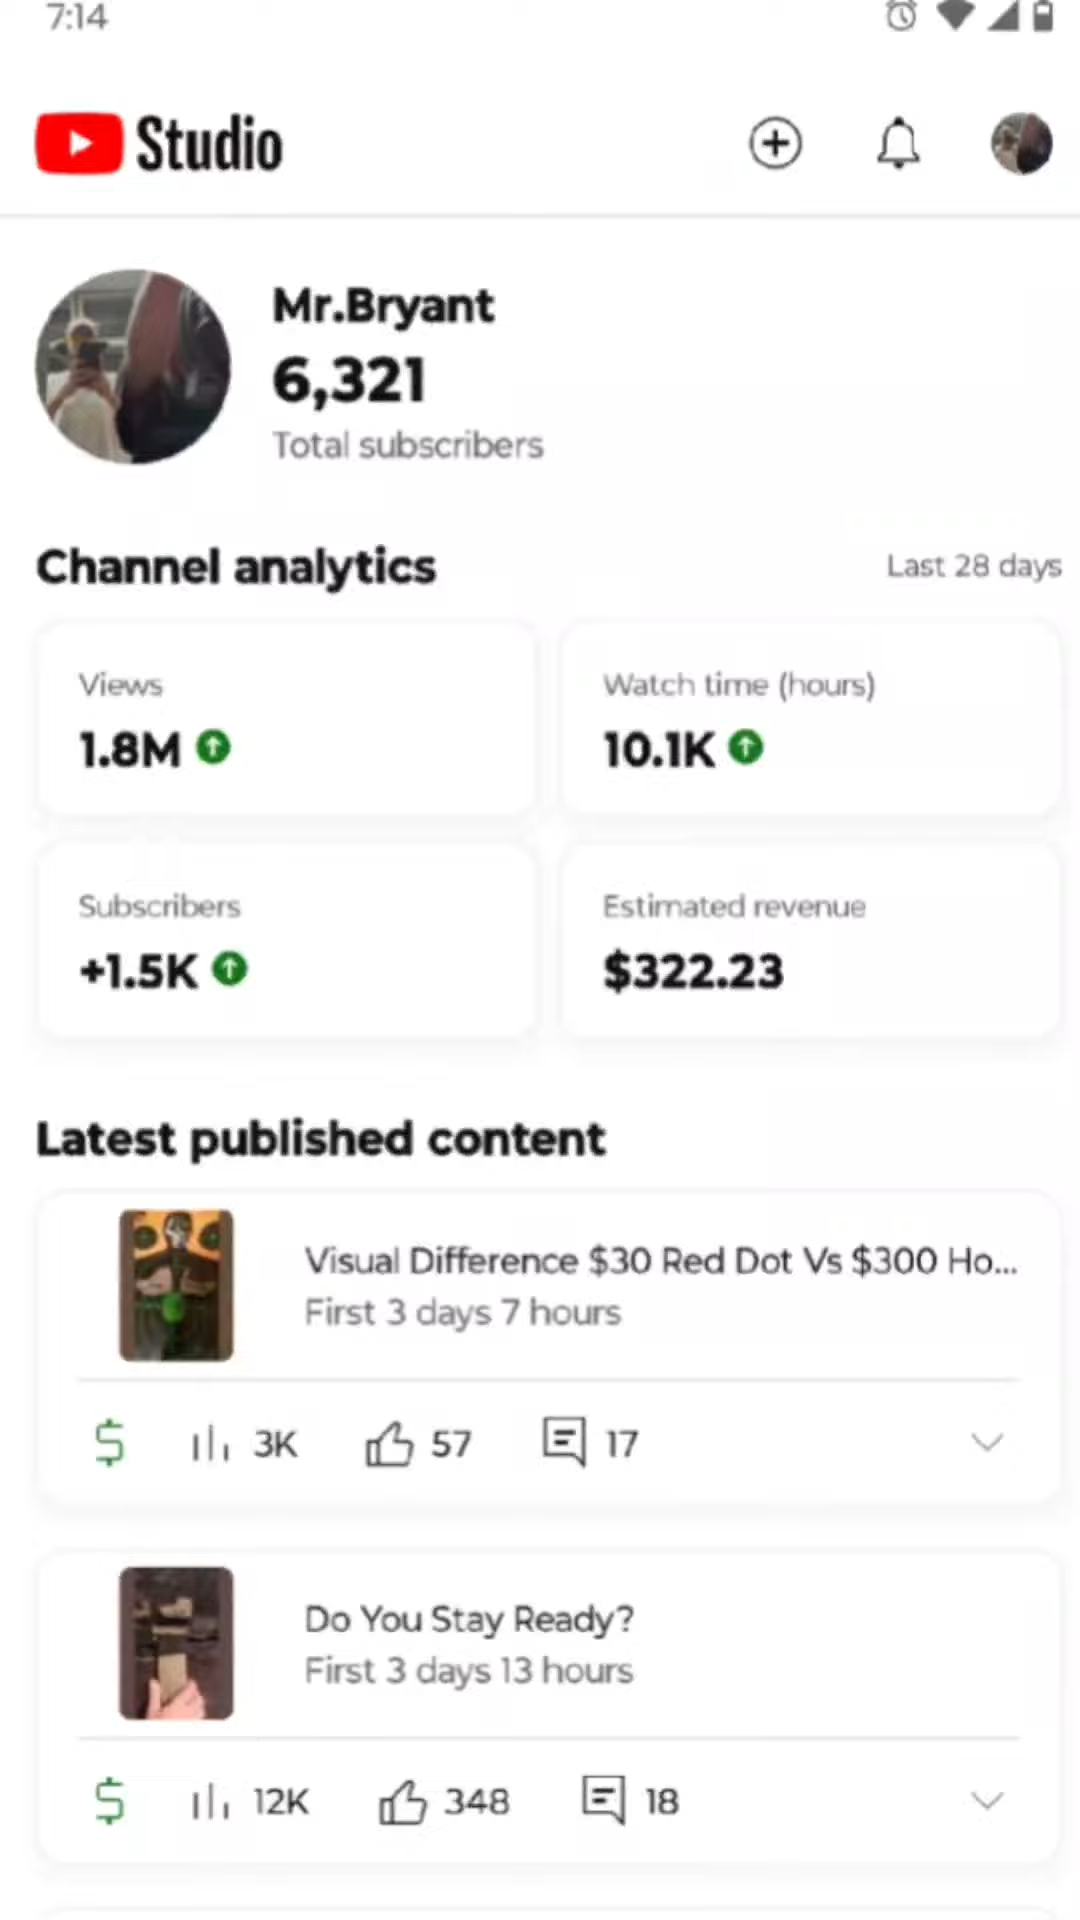 7:14
Studio
Mr.Bryant
6,321
Total subscribers
Channel analytics
Last 28 days
Views
Watch time (hours)
1.8M
10.1K
Subscribers
Estimated revenue
+1.5K
$322.23
Latest published content
Visual Difference $30 Red Dot Vs $300 Ho...
First 3 days 7 hours
$ 3K 57 17
Do You Stay Ready?
First 3 days 13 hours
$ 12K 348 18